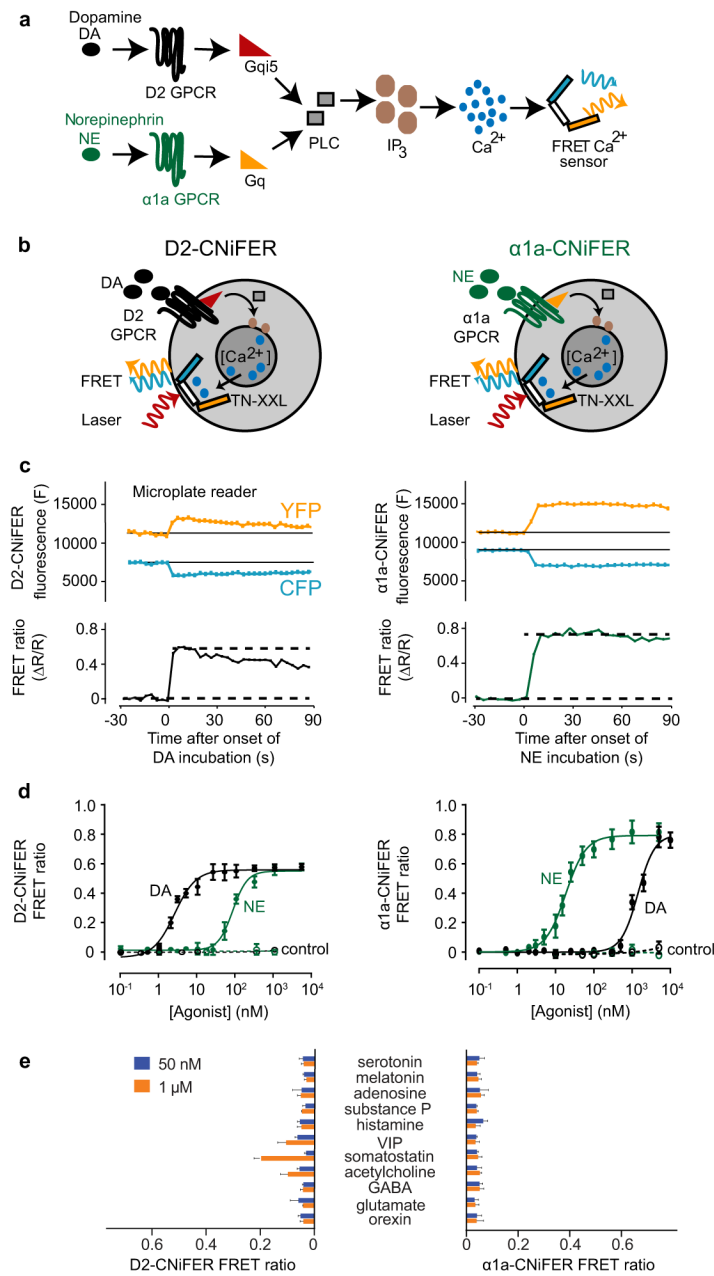 a
Dopamine
DA
D2 GPCR
Gqi5
Norepinephrin
NE
α1a GPCR
Gq
PLC
IP3
Ca2+
FRET Ca2+
sensor
b
D2-CNiFER
DA
D2
GPCR
[Ca2+]
FRET
TN-XXL
Laser
α1a-CNiFER
NE
α1a
GPCR
[Ca2+]
FRET
TN-XXL
Laser
c
Microplate reader
D2-CNiFER
fluorescence (F)
15000
10000
5000
YFP
CFP
FRET ratio
(ΔR/R)
0.8
0.4
0
-30 0 30 60 90
Time after onset of
DA incubation (s)
α1a-CNiFER
fluorescence (F)
15000
10000
5000
FRET ratio
(ΔR/R)
0.8
0.4
0
-30 0 30 60 90
Time after onset of
NE incubation (s)
d
D2-CNiFER
FRET ratio
1.0
0.8
0.6
0.4
0.2
0
DA
NE
control
10-1 1 10 102 103 104
[Agonist] (nM)
α1a-CNiFER
FRET ratio
1.0
0.8
0.6
0.4
0.2
0
NE
DA
control
10-1 1 10 102 103 104
[Agonist] (nM)
e
50 nM
1 µM
serotonin
melatonin
adenosine
substance P
histamine
VIP
somatostatin
acetylcholine
GABA
glutamate
orexin
0.6 0.4 0.2 0
D2-CNiFER FRET ratio
0 0.2 0.4 0.6
α1a-CNiFER FRET ratio